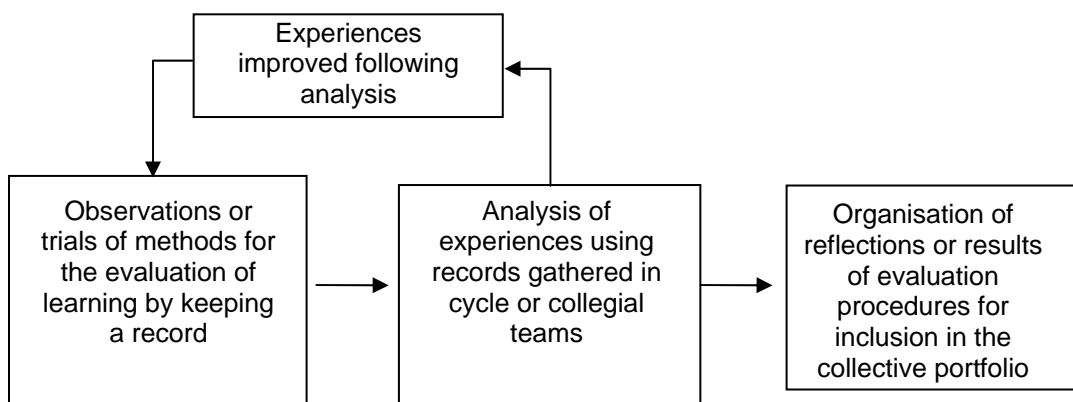 Experiences
improved following
analysis
Observations or
trials of methods for
the evaluation of
learning by keeping
a record
Analysis of
experiences using
records gathered in
cycle or collegial
teams
Organisation of
reflections or results
of evaluation
procedures for
inclusion in the
collective portfolio